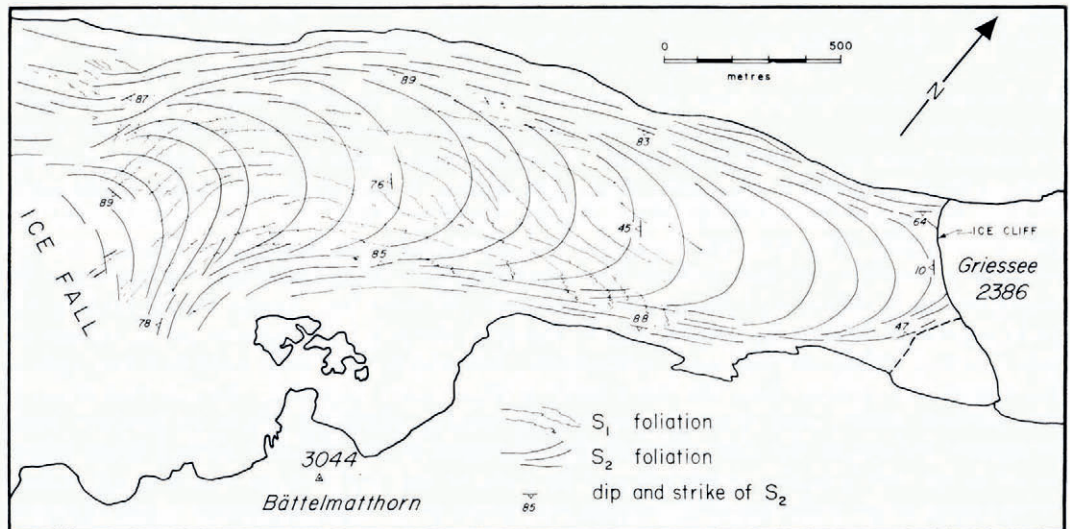 0 500
metres
N
89
87
83
76
89
64
ICE CLIFF
45
Griessee
2386
10
85
ICE FALL
78
88
47
S1 foliation
S2 foliation
3044
Bättelmatthorn
dip and strike of S2
85